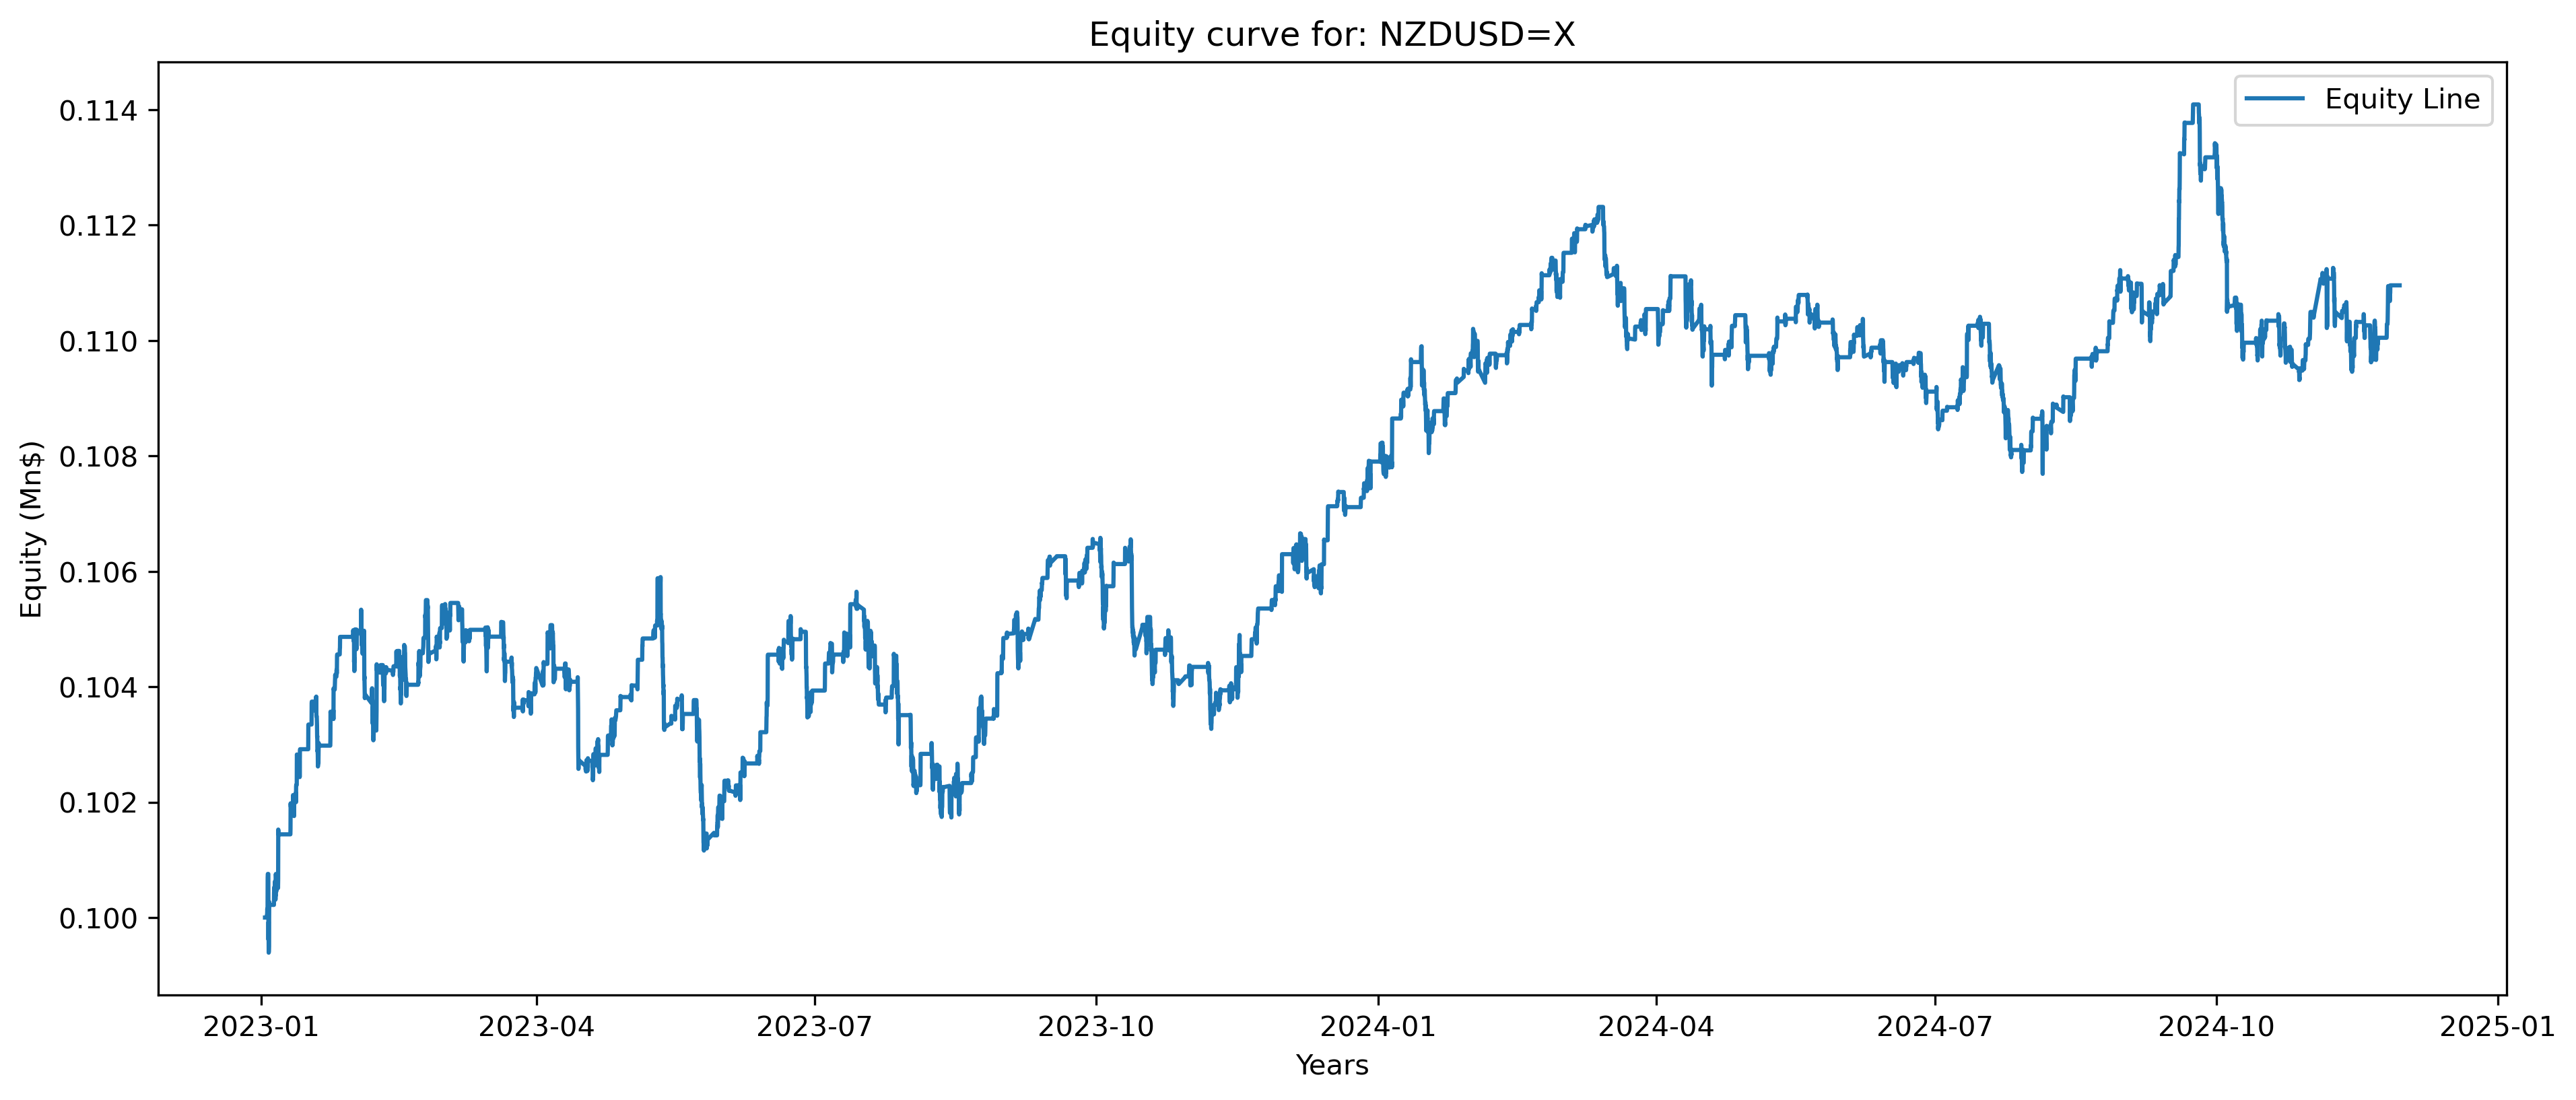 Equity curve for: NZDUSD=X
Equity Line
Equity (Mn$)
0.114
0.112
0.110
0.108
0.106
0.104
0.102
0.100
2023-01 2023-04 2023-07 2023-10 2024-01 2024-04 2024-07 2024-10 2025-01
Years